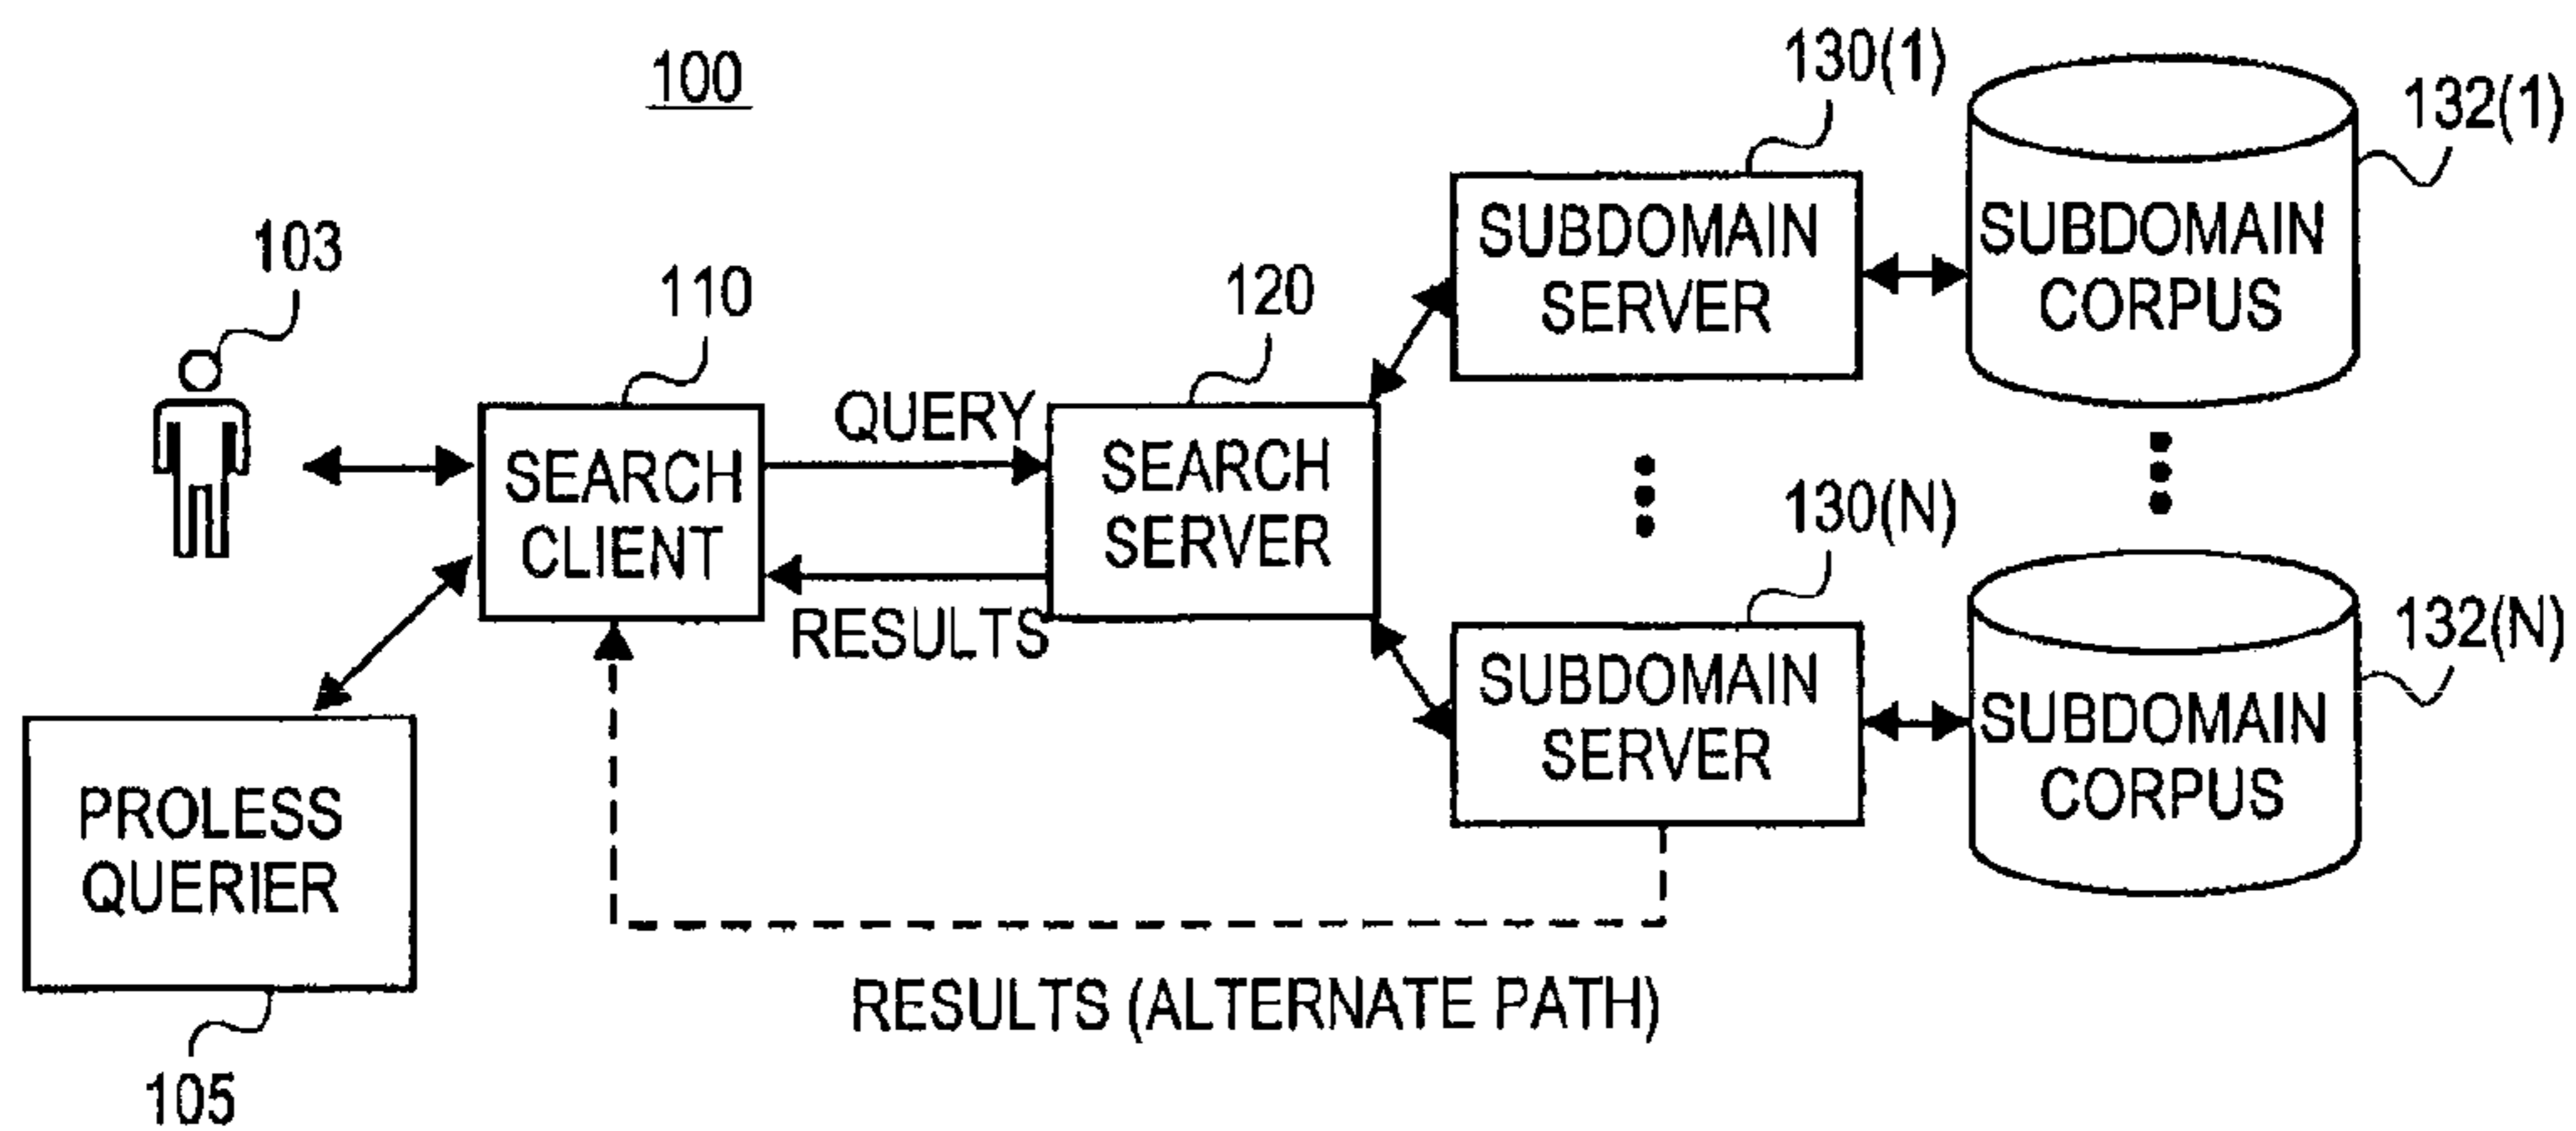 100
130(1)
132(1)
SUBDOMAIN
SERVER
SUBDOMAIN
CORPUS
103
110
120
QUERY
SEARCH
CLIENT
SEARCH
SERVER
RESULTS
130(N)
132(N)
SUBDOMAIN
SERVER
SUBDOMAIN
CORPUS
PROLESS
QUERIER
RESULTS (ALTERNATE PATH)
105